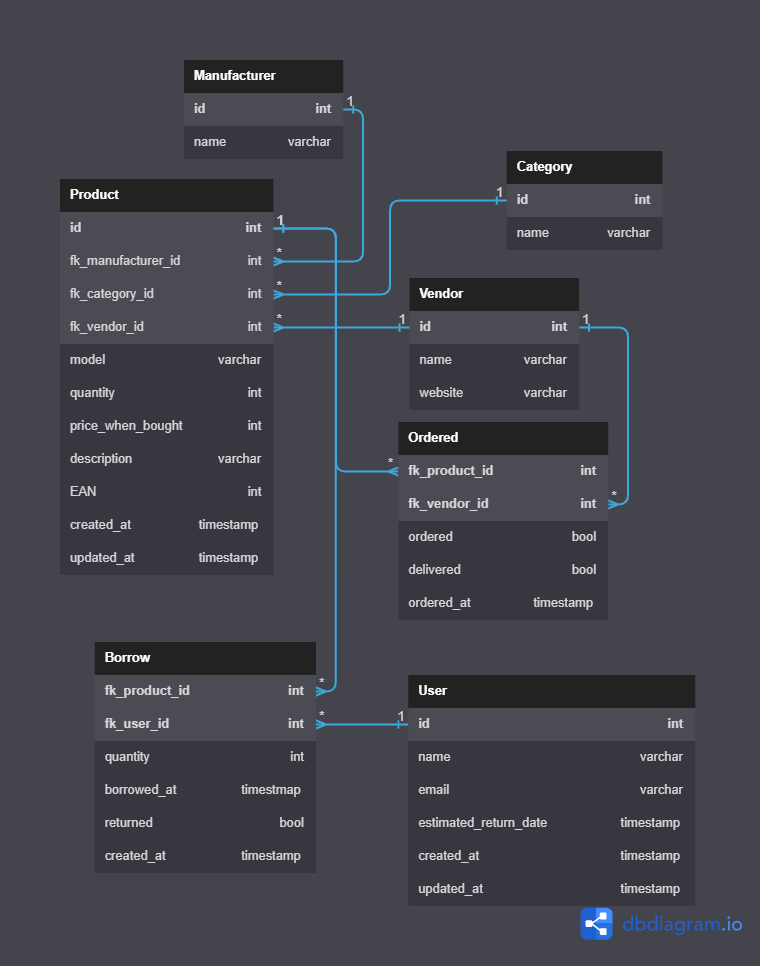 Manufacturer
id int 1
name varchar
Category
1 id int
name varchar
Product
id int 1
fk_manufacturer_id int *
fk_category_id int *
fk_vendor_id int *
model varchar
quantity int
price_when_bought int
description varchar
EAN int
created_at timestamp
updated_at timestamp
Vendor
1 id int 1
name varchar
website varchar
Ordered
* fk_product_id int
fk_vendor_id int *
ordered bool
delivered bool
ordered_at timestamp
Borrow
fk_product_id int *
fk_user_id int *
quantity int
borrowed_at timestmap
returned bool
created_at timestamp
User
1 id int
name varchar
email varchar
estimated_return_date timestamp
created_at timestamp
updated_at timestamp
dbdiagram.io